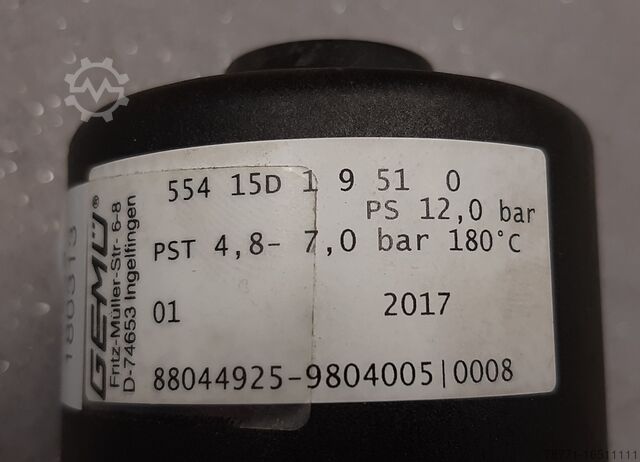 554 15D 1 9 51 0
PS 12,0 bar
PST 4,8- 7,0 bar 180°C
01 2017
88044925-9804005|0008
GEMÜ®
Fritz-Müller-Str- 6-8
D-74653 Ingelfingen